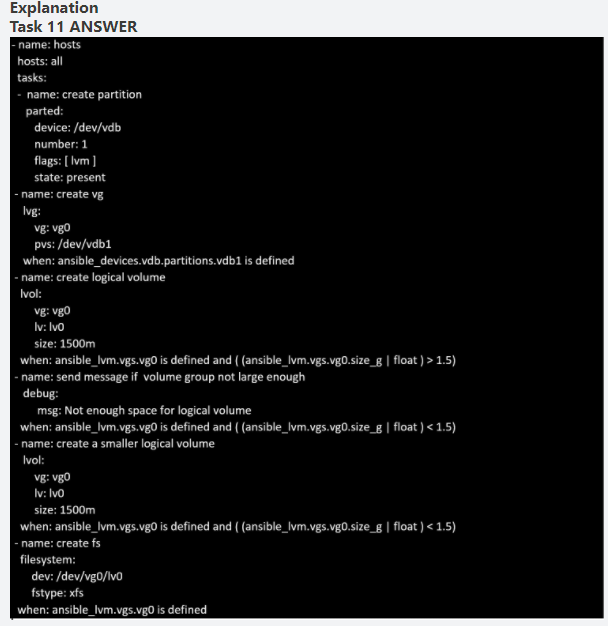 Explanation
Task 11 ANSWER
- name: hosts
hosts: all
tasks:
- name: create partition
parted:
device: /dev/vdb
number: 1
flags: [ lvm ]
state: present
- name: create vg
lvg:
vg: vg0
pvs: /dev/vdb1
when: ansible_devices.vdb.partitions.vdb1 is defined
- name: create logical volume
lvol:
vg: vg0
lv: lv0
size: 1500m
when: ansible_lvm.vgs.vg0 is defined and ( (ansible_lvm.vgs.vg0.size_g | float ) > 1.5)
- name: send message if volume group not large enough
debug:
msg: Not enough space for logical volume
when: ansible_lvm.vgs.vg0 is defined and ( (ansible_lvm.vgs.vg0.size_g | float ) < 1.5)
- name: create a smaller logical volume
lvol:
vg: vg0
lv: lv0
size: 1500m
when: ansible_lvm.vgs.vg0 is defined and ( (ansible_lvm.vgs.vg0.size_g | float ) < 1.5)
- name: create fs
filesystem:
dev: /dev/vg0/lv0
fstype: xfs
when: ansible_lvm.vgs.vg0 is defined